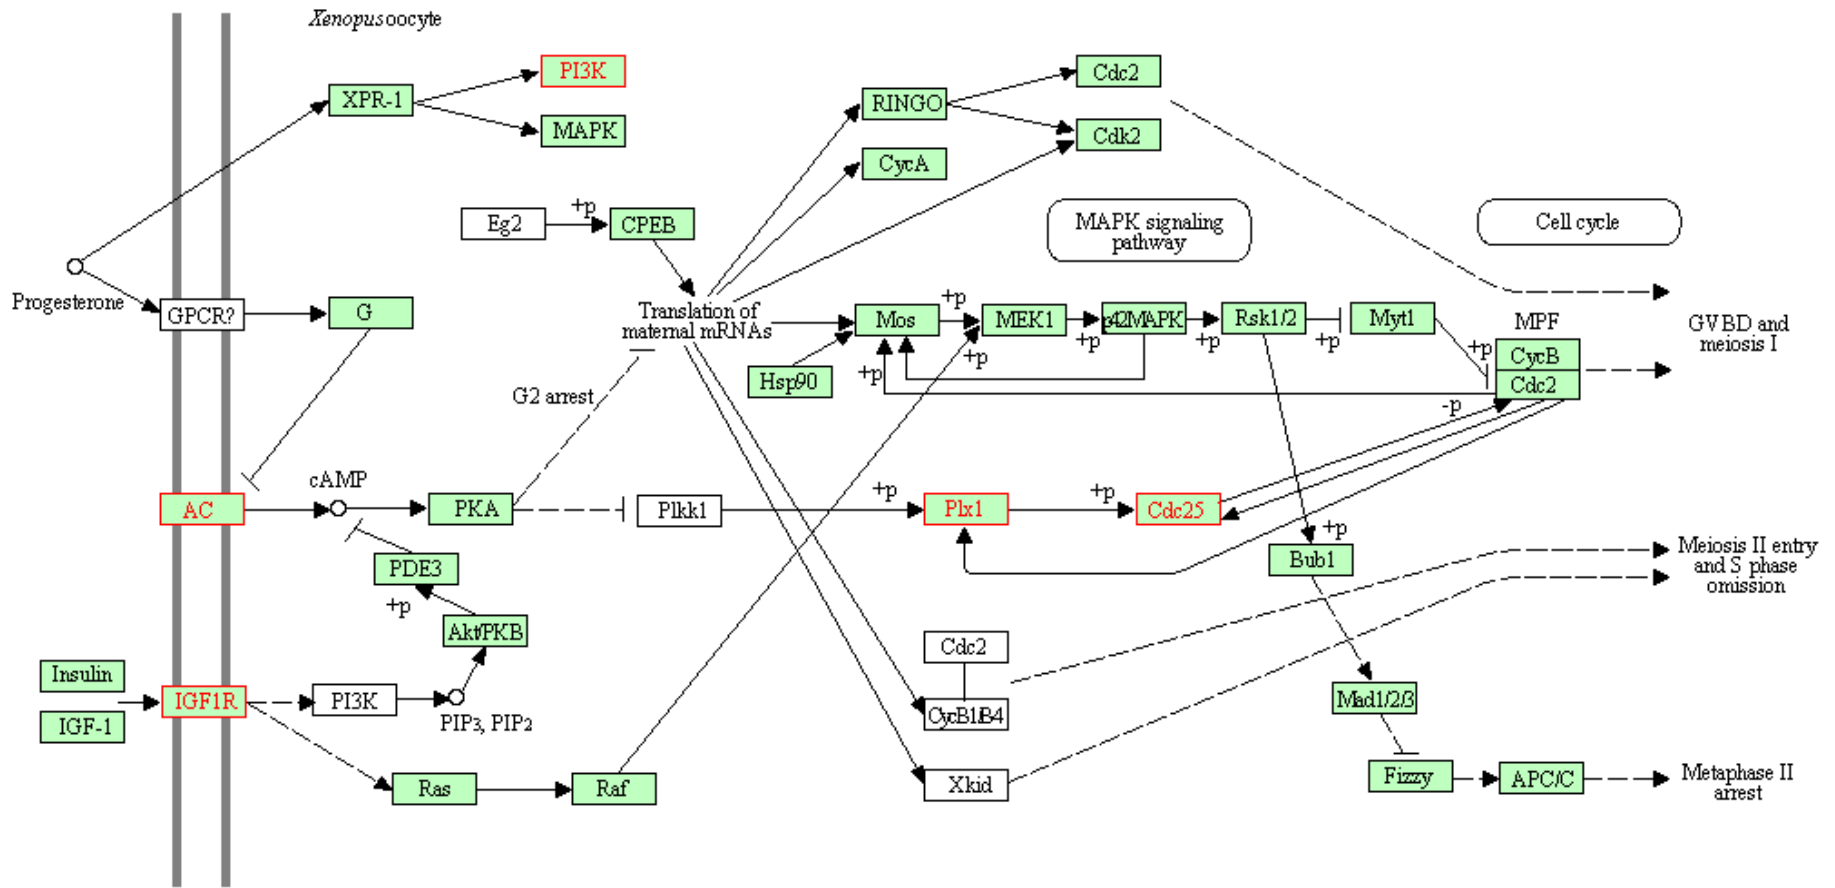 Xenopus oocyte
PI3K
XPR-1
MAPK
Cdc2
RINGO
Cdk2
CycA
Eg2
+p
CPEB
MAPK signaling
pathway
Cell cycle
Progesterone
GPCR?
G
Translation of
maternal mRNAs
Mos
+p
MEK1
+p
p42MAPK
+p
Rsk1/2
+p
Myt1
+p
MPF
CycB
Cdc2
GVBD and
meiosis I
Hsp90
+p
+p
-p
G2 arrest
AC
cAMP
PKA
Plkk1
+p
Plx1
+p
Cdc25
+p
Bub1
PDE3
+p
Akt/PKB
Meiosis II entry
and S phase
omission
Insulin
IGF-1
IGF1R
PI3K
PIP3, PIP2
Cdc2
CycB1/B4
Mad1/2/3
Ras
Raf
Xkid
Fizzy
APC/C
Metaphase II
arrest